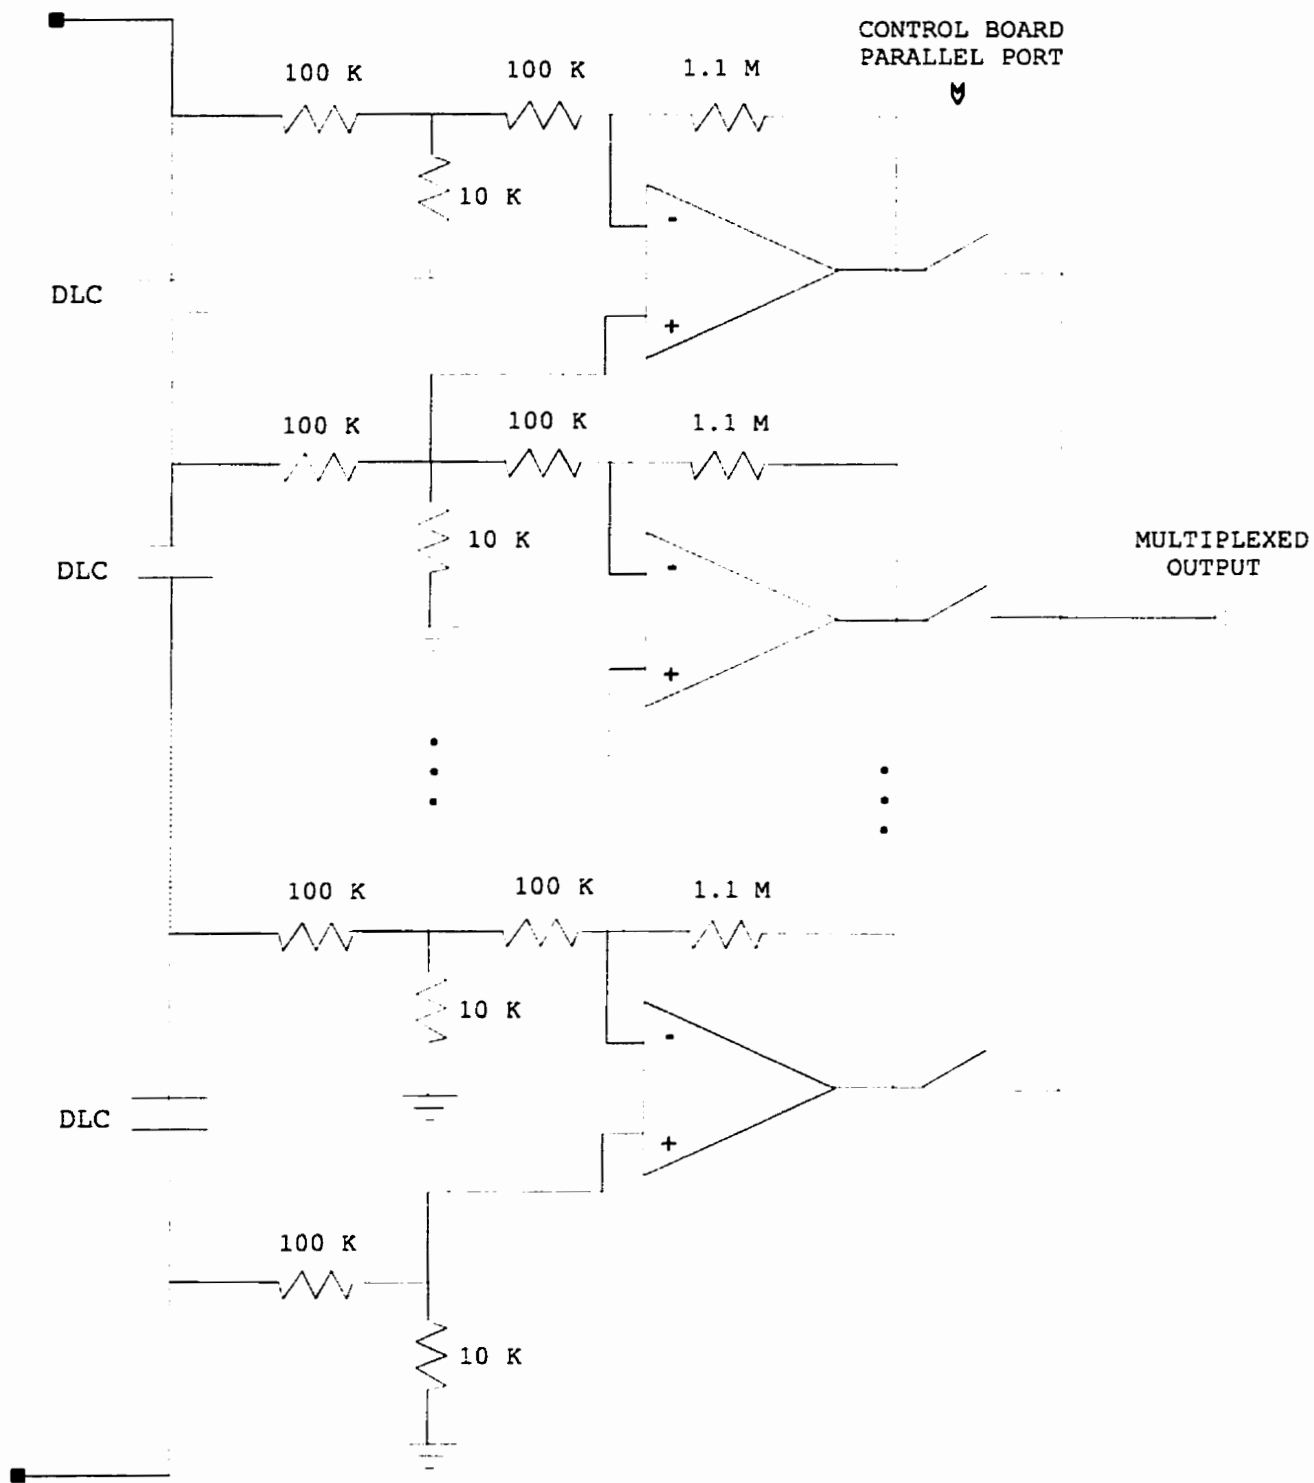 CONTROL BOARD
PARALLEL PORT
100 K
100 K
1.1 M
10 K
-
DLC
+
100 K
100 K
1.1 M
10 K
MULTIPLEXED
OUTPUT
DLC
-
+
100 K
100 K
1.1 M
10 K
-
DLC
+
100 K
10 K